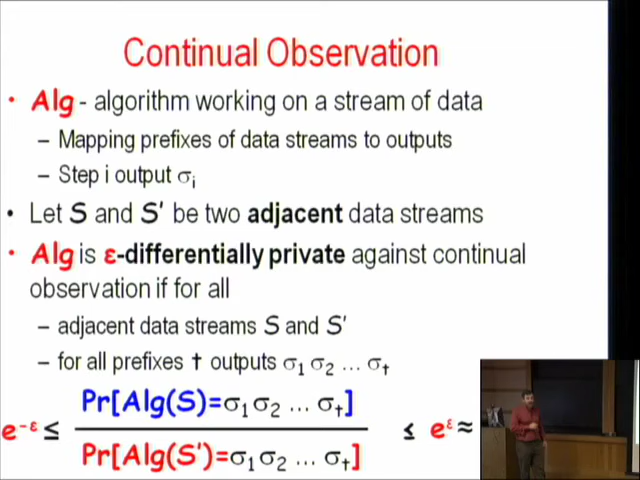 Continual Observation
• Alg - algorithm working on a stream of data
– Mapping prefixes of data streams to outputs
– Step i output σi
• Let S and S' be two adjacent data streams
• Alg is ε-differentially private against continual
observation if for all
– adjacent data streams S and S'
– for all prefixes t outputs σ1 σ2 … σt
Pr[Alg(S)=σ1 σ2 … σt]
e-ε ≤ ≤ eε ≈
Pr[Alg(S')=σ1 σ2 … σt]